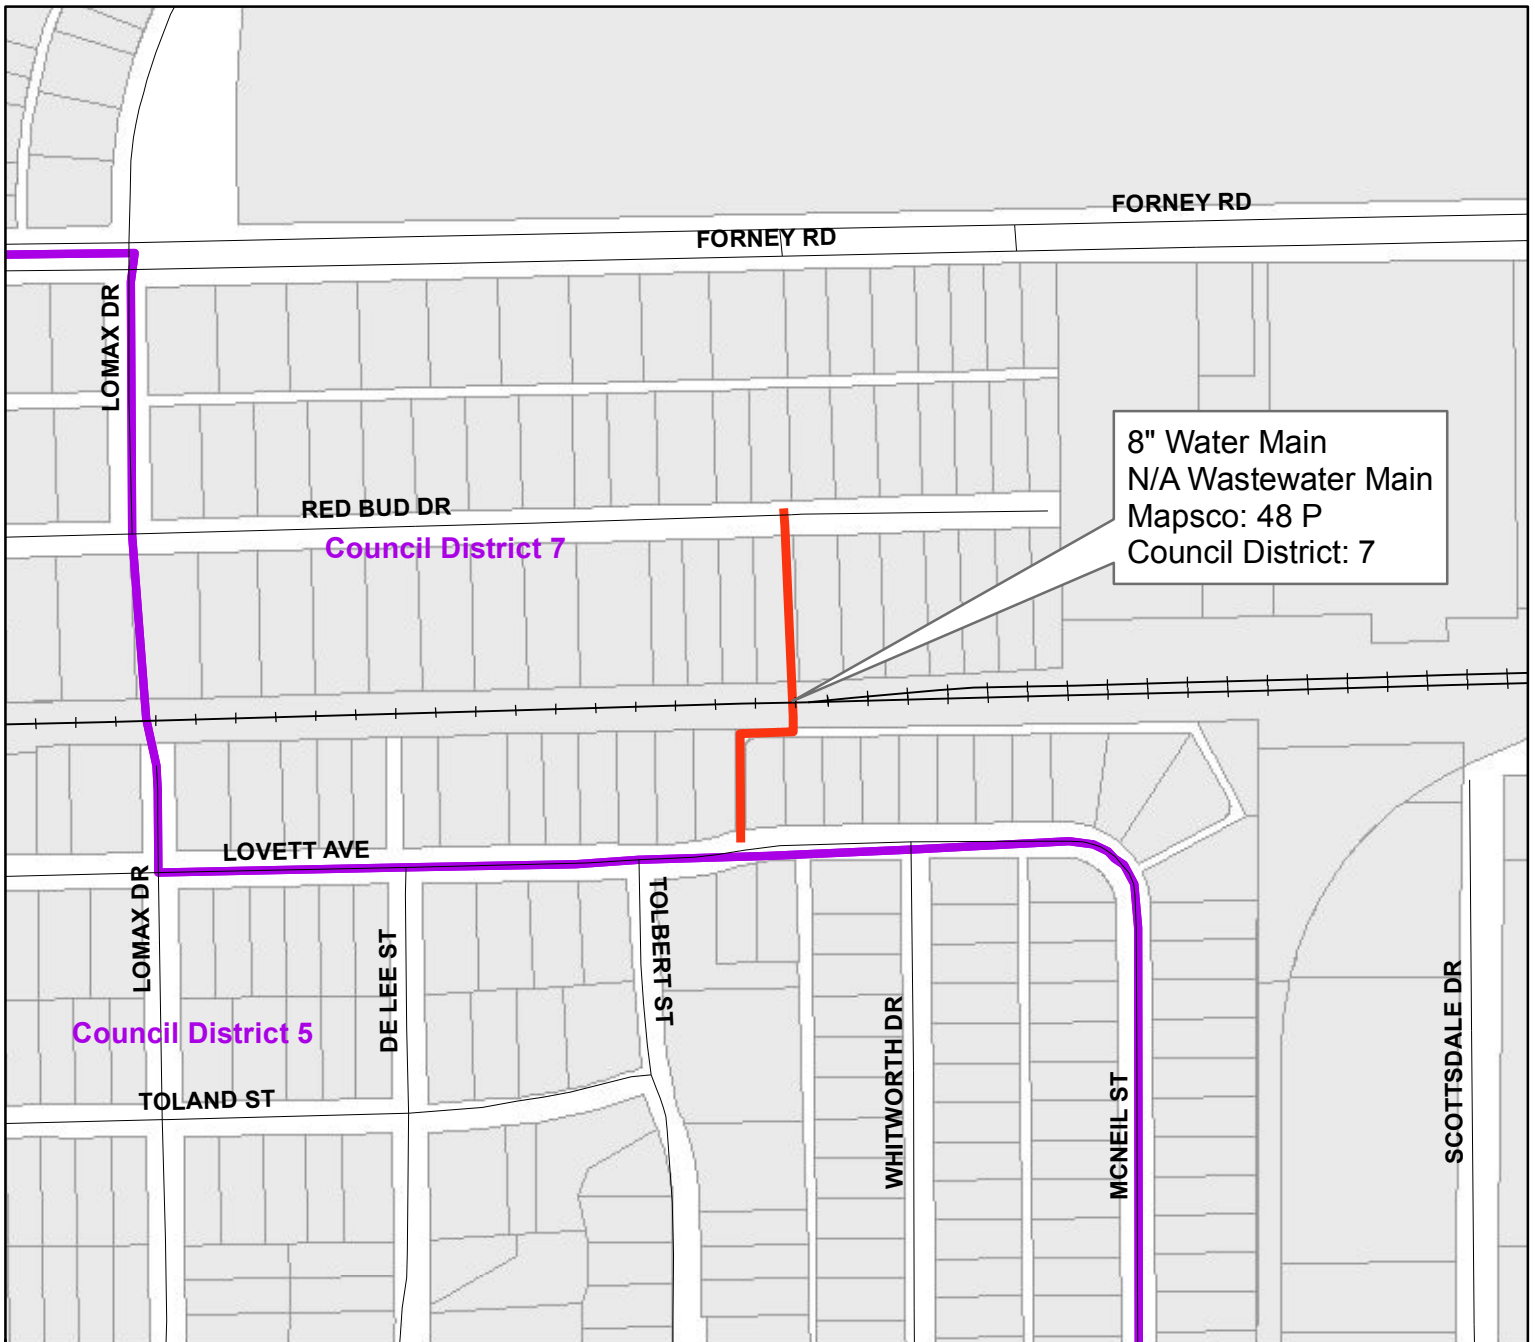 FORNEY RD
FORNEY RD
LOMAX DR
8" Water Main
N/A Wastewater Main
Mapsco: 48 P
Council District: 7
RED BUD DR
Council District 7
LOVETT AVE
LOMAX DR
TOLBERT ST
DE LEE ST
WHITWORTH DR
SCOTTSDALE DR
Council District 5
MCNEIL ST
TOLAND ST